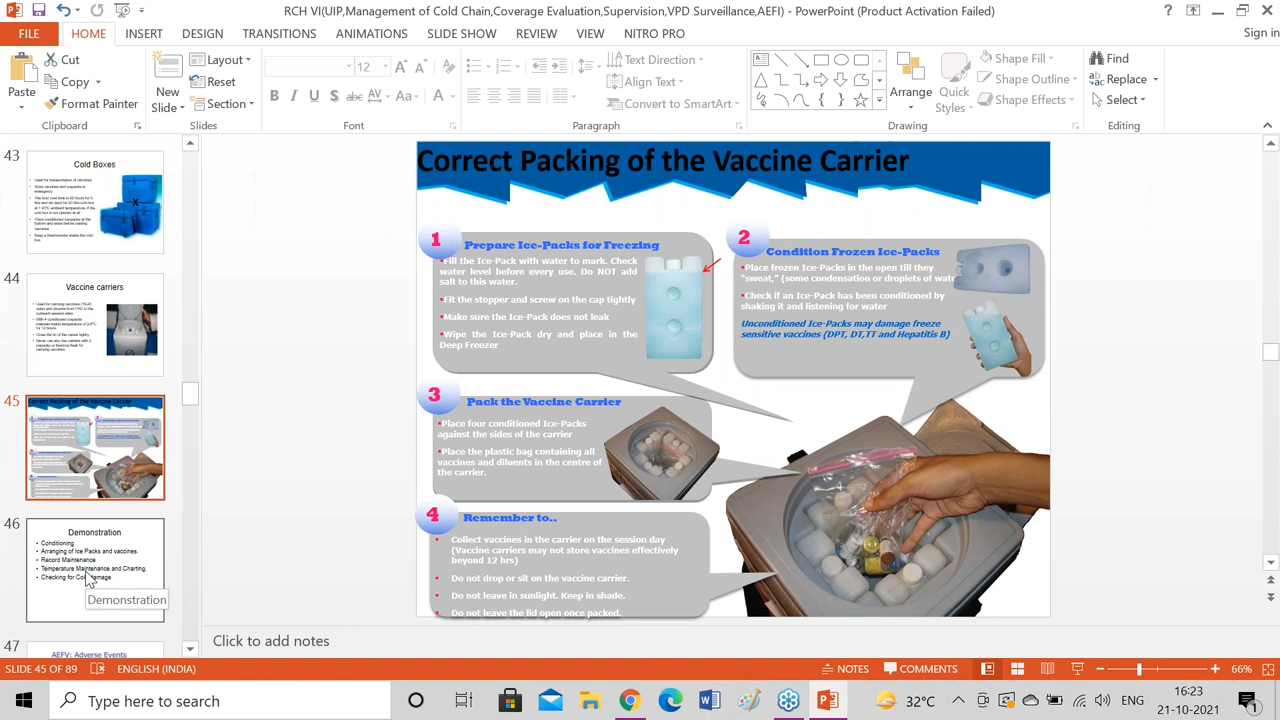 RCH VI(UIP,Management of Cold Chain,Coverage Evaluation,Supervision,VPD Surveillance,AEFI) - PowerPoint (Product Activation Failed)
FILE HOME INSERT DESIGN TRANSITIONS ANIMATIONS SLIDE SHOW REVIEW VIEW NITRO PRO Sign in
Paste
Cut
Copy
Format Painter
Clipboard
New
Slide
Layout
Reset
Section
Slides
12
Font
Text Direction
Align Text
Convert to SmartArt
Paragraph
Arrange
Quick
Styles
Shape Fill
Shape Outline
Shape Effects
Drawing
Find
Replace
Select
Editing
43
Cold Boxes
44
Vaccine carriers
45
Correct Packing of the Vaccine Carrier
46
Demonstration
• Conditioning
• Arranging of Ice Packs and vaccines.
• Record Maintenance
• Temperature Maintenance and Charting.
• Checking for Cold
Demonstration
47
AEFV: Adverse Events
Correct Packing of the Vaccine Carrier
1
Prepare Ice-Packs for Freezing
Fill the Ice-Pack with water to mark. Check
water level before every use. Do NOT add
salt to this water.
Fit the stopper and screw on the cap tightly
Make sure the Ice-Pack does not leak
Wipe the Ice-Pack dry and place in the
Deep Freezer
2
Condition Frozen Ice-Packs
Place frozen Ice-Packs in the open till they
"sweat," (some condensation or droplets of wate
Check if an Ice-Pack has been conditioned by
shaking it and listening for water
Unconditioned Ice-Packs may damage freeze
sensitive vaccines (DPT, DT,TT and Hepatitis B)
3
Pack the Vaccine Carrier
Place four conditioned Ice-Packs
against the sides of the carrier
Place the plastic bag containing all
vaccines and diluents in the centre of
the carrier.
4
Remember to..
• Collect vaccines in the carrier on the session day
(Vaccine carriers may not store vaccines effectively
beyond 12 hrs)
• Do not drop or sit on the vaccine carrier.
• Do not leave in sunlight. Keep in shade.
• Do not leave the lid open once packed.
Click to add notes
SLIDE 45 OF 89 ENGLISH (INDIA) NOTES COMMENTS 66%
Type here to search
32°C
ENG
16:23
21-10-2021
1